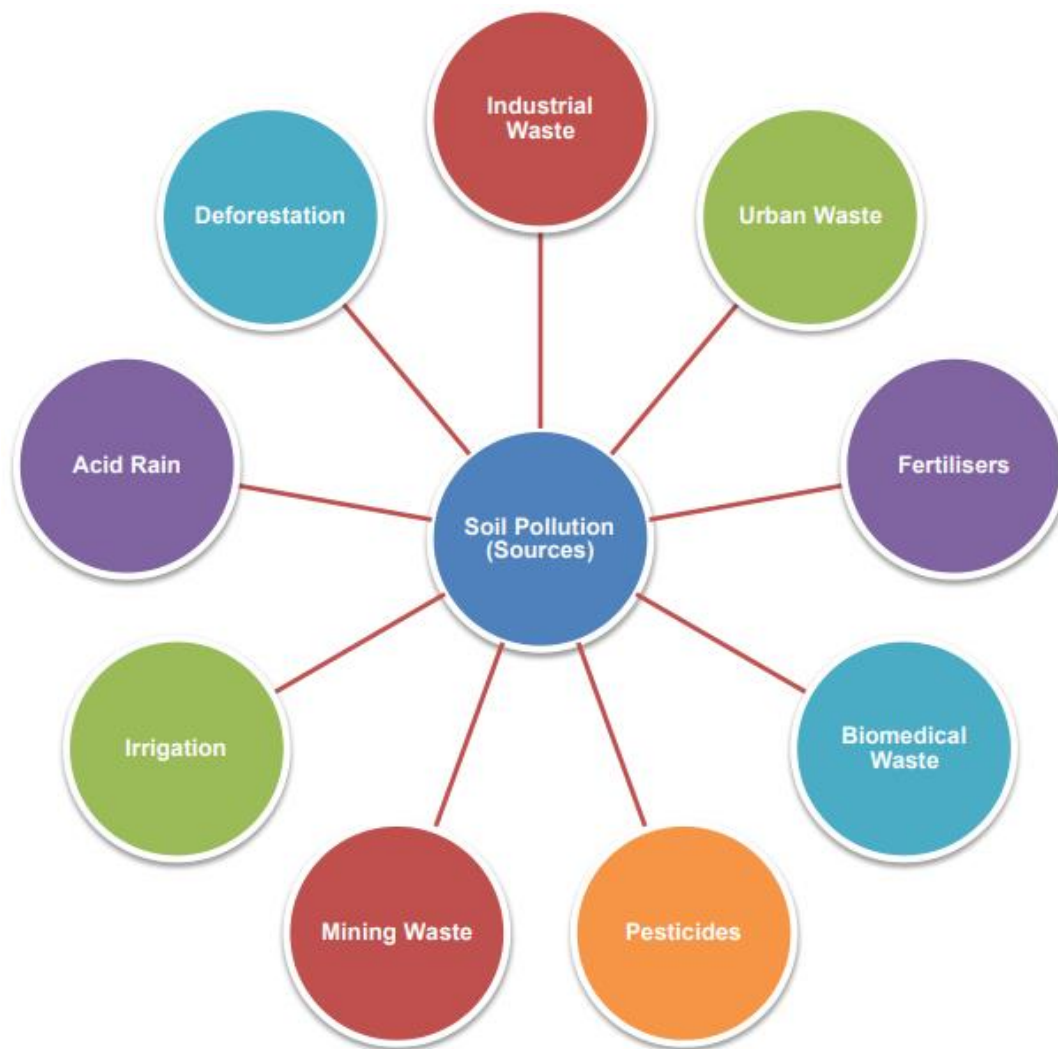 Industrial
Waste
Deforestation
Urban Waste
Acid Rain
Fertilisers
Soil Pollution
(Sources)
Irrigation
Biomedical
Waste
Mining Waste
Pesticides